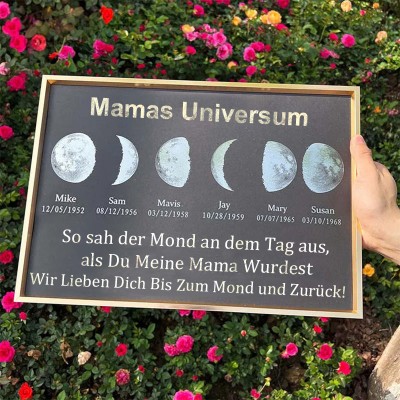 Mamas Universum
Mike Sam Mavis Jay Mary Susan
12/05/1952 08/12/1956 03/12/1958 10/28/1959 07/07/1965 03/10/1968
So sah der Mond an dem Tag aus,
als Du Meine Mama Wurdest
Wir Lieben Dich Bis Zum Mond und Zurück!